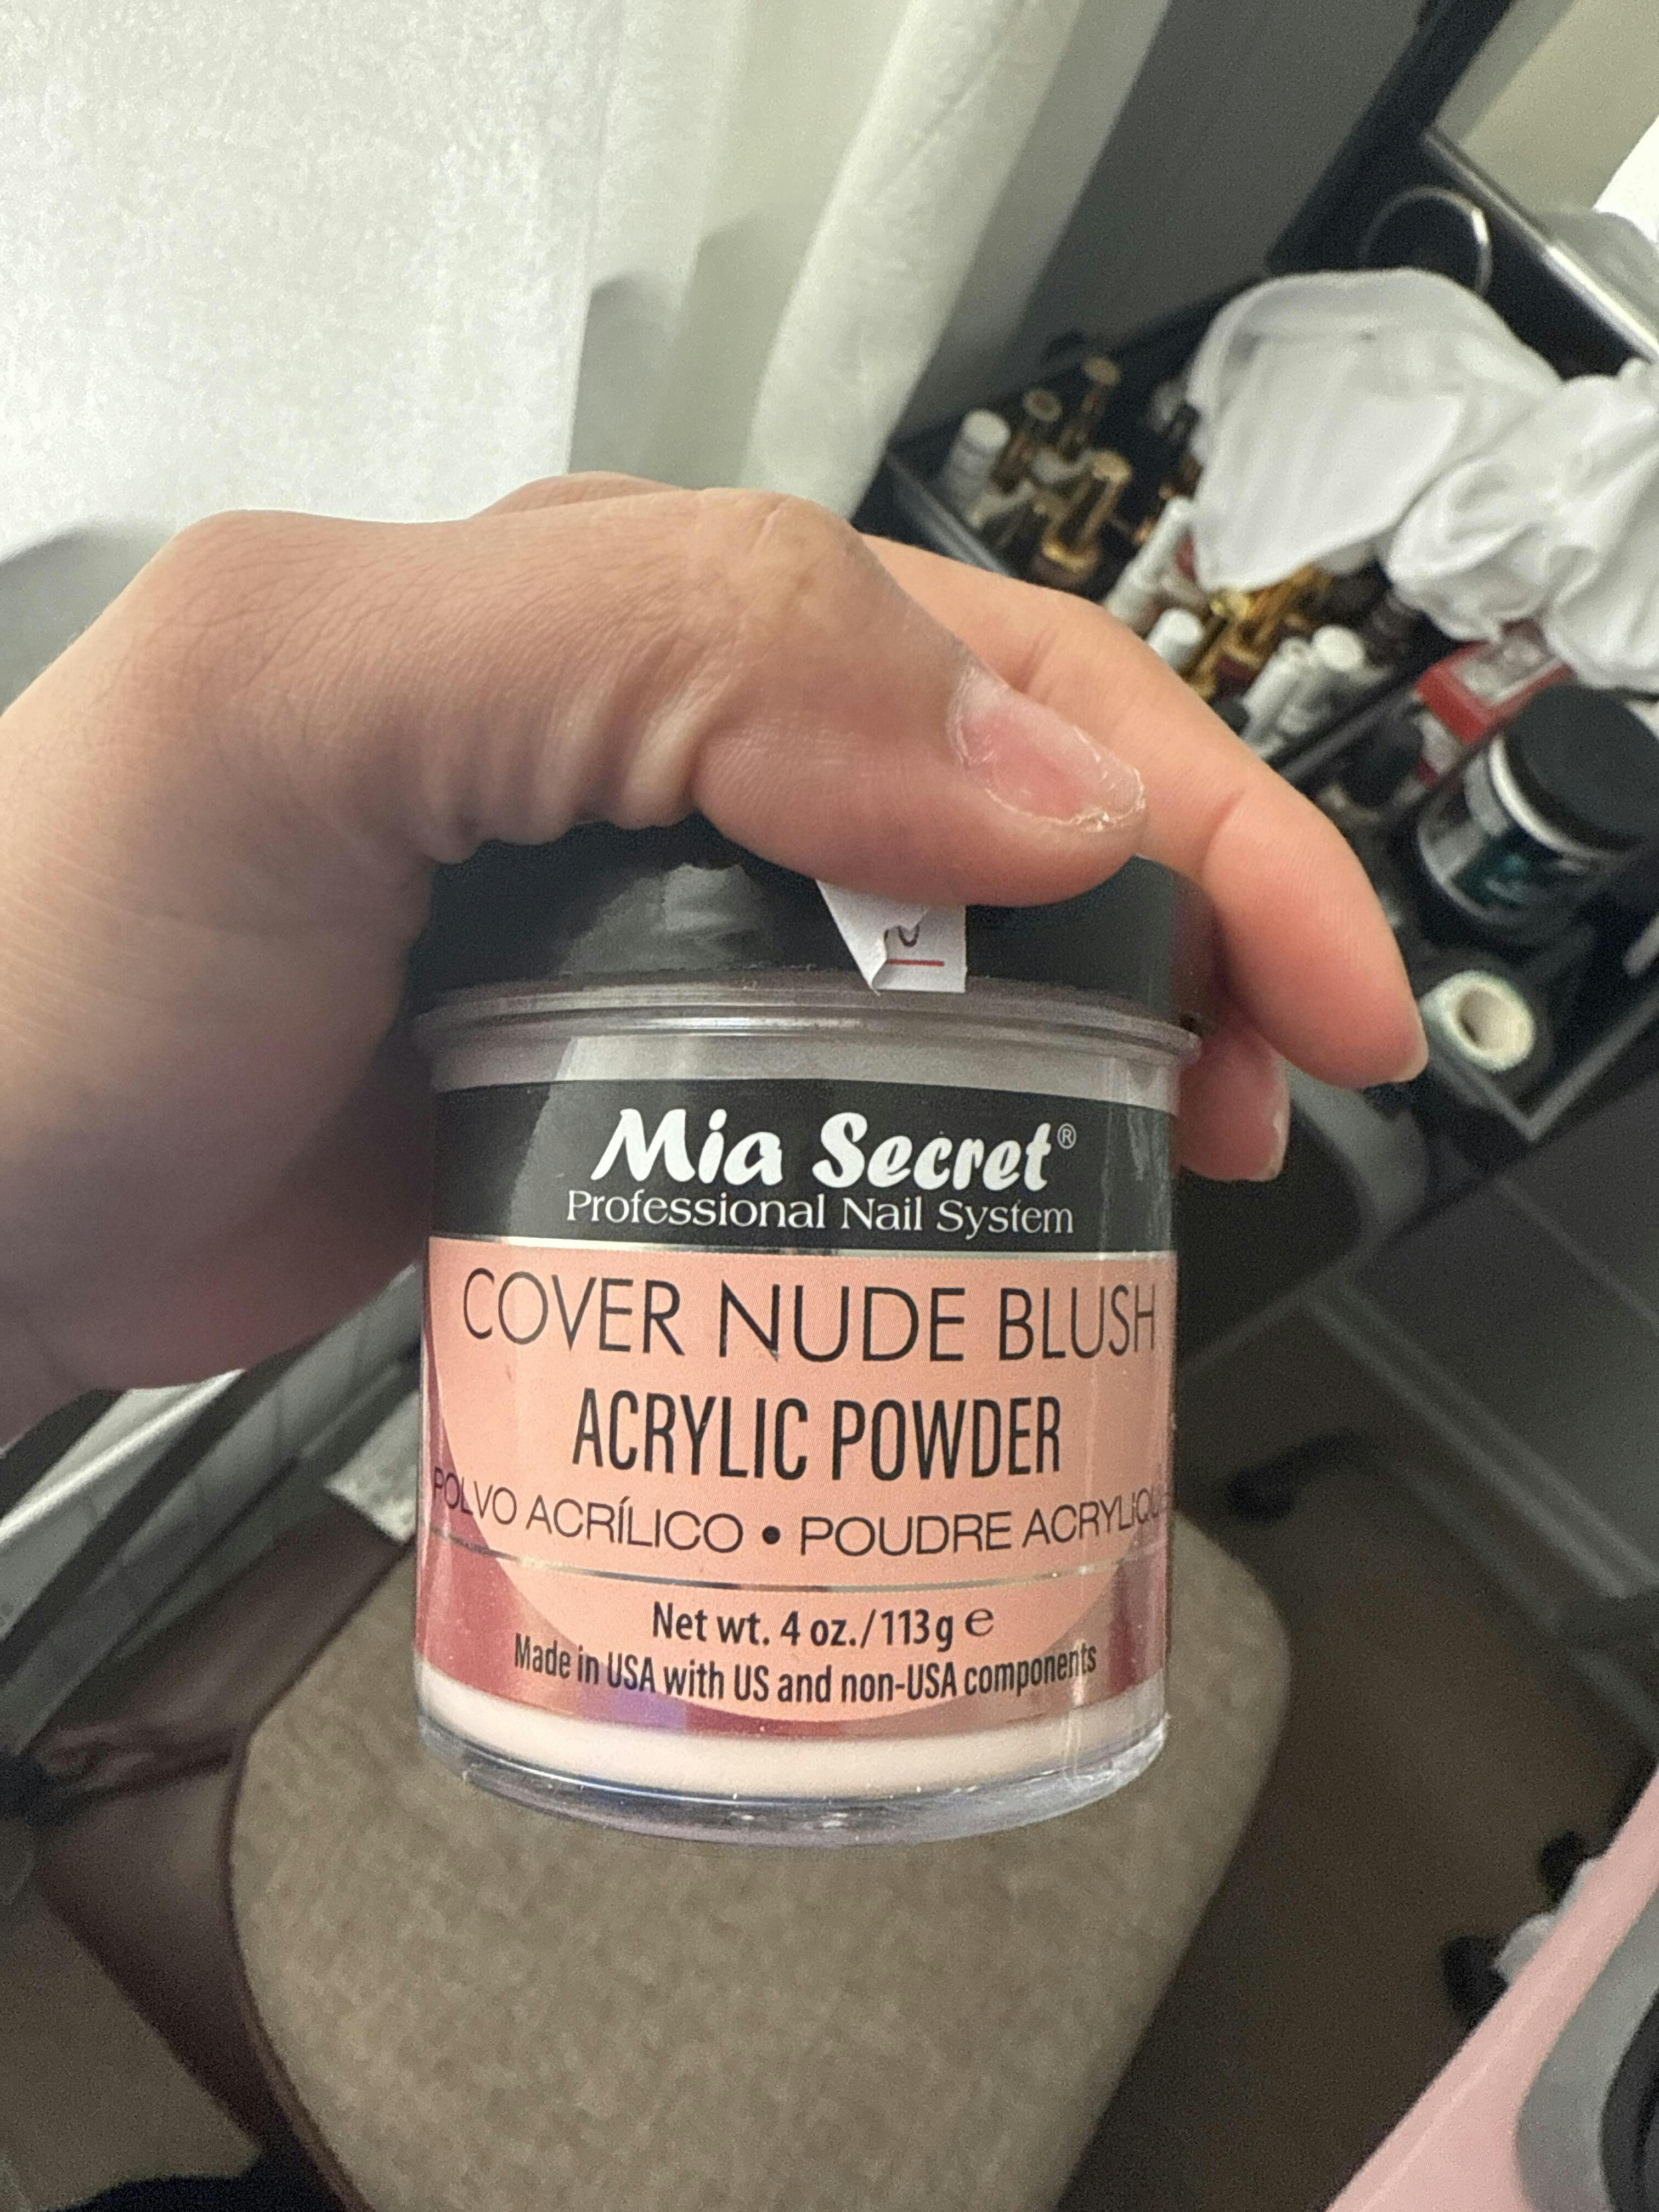 Mia Secret®
Professional Nail System
COVER NUDE BLUSH
ACRYLIC POWDER
POLVO ACRÍLICO • POUDRE ACRYLIQUE
Net wt. 4 oz./113g ℮
Made in USA with US and non-USA components